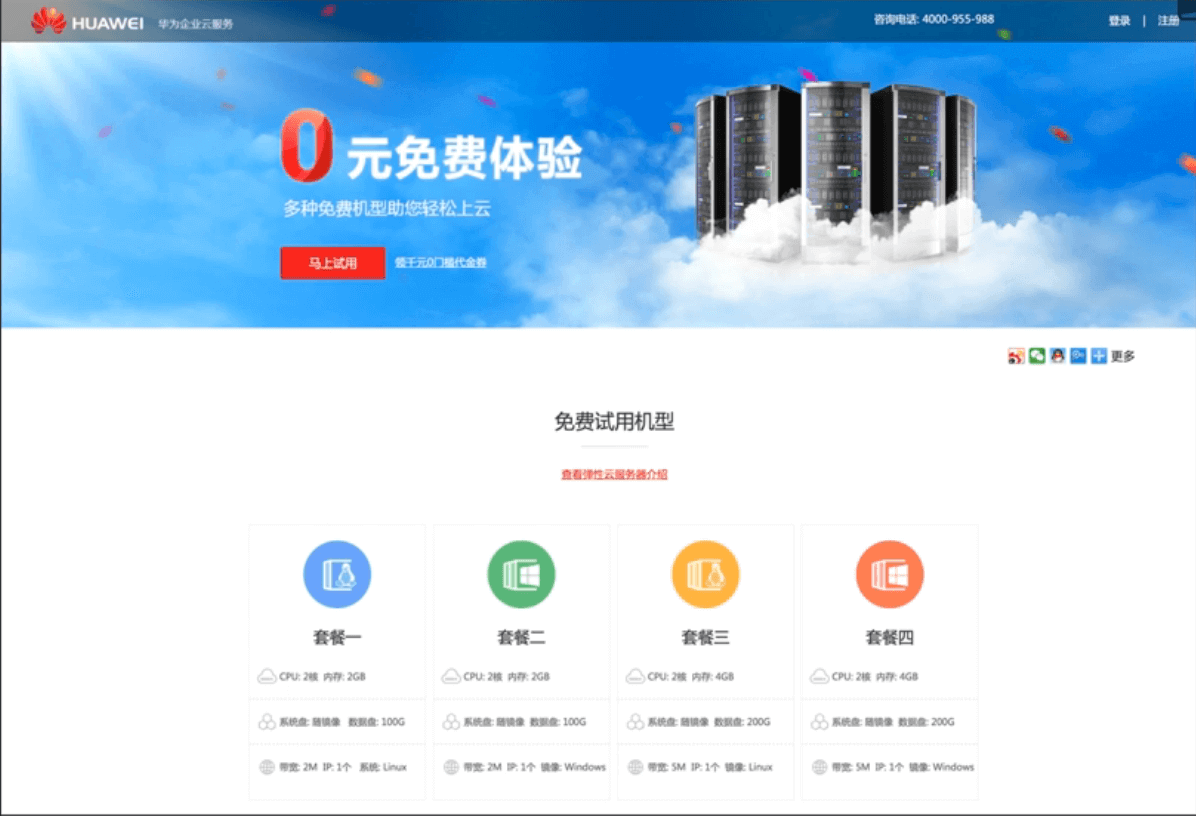 HUAWEI 华为企业云服务
咨询电话: 4000-955-988
登录 | 注册
0元免费体验
多种免费机型助您轻松上云
马上试用 领千元0门槛代金券
更多
免费试用机型
查看弹性云服务器介绍
套餐一
CPU: 2核 内存: 2GB
系统盘: 随镜像 数据盘: 100G
带宽: 2M IP: 1个 系统: Linux
套餐二
CPU: 2核 内存: 2GB
系统盘: 随镜像 数据盘: 100G
带宽: 2M IP: 1个 镜像: Windows
套餐三
CPU: 2核 内存: 4GB
系统盘: 随镜像 数据盘: 200G
带宽: 5M IP: 1个 镜像: Linux
套餐四
CPU: 2核 内存: 4GB
系统盘: 随镜像 数据盘: 200G
带宽: 5M IP: 1个 镜像: Windows